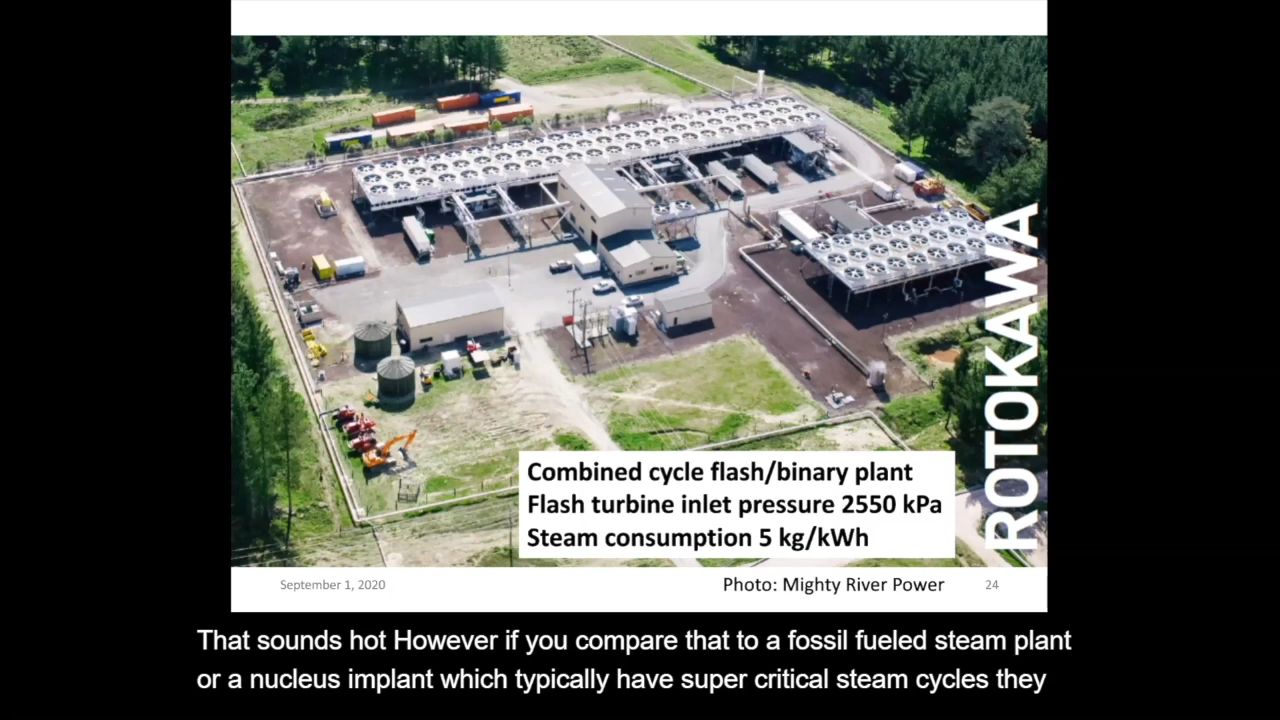 ROTOKAWA
Combined cycle flash/binary plant
Flash turbine inlet pressure 2550 kPa
Steam consumption 5 kg/kWh
September 1, 2020
Photo: Mighty River Power
24
That sounds hot However if you compare that to a fossil fueled steam plant
or a nucleus implant which typically have super critical steam cycles they